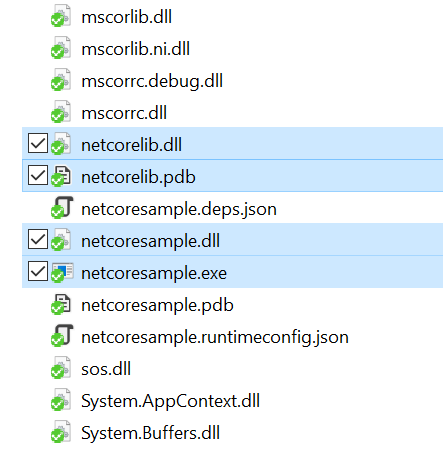 mscorlib.dll
mscorlib.ni.dll
mscorrc.debug.dll
mscorrc.dll
netcorelib.dll
netcorelib.pdb
netcoresample.deps.json
netcoresample.dll
netcoresample.exe
netcoresample.pdb
netcoresample.runtimeconfig.json
sos.dll
System.AppContext.dll
System.Buffers.dll